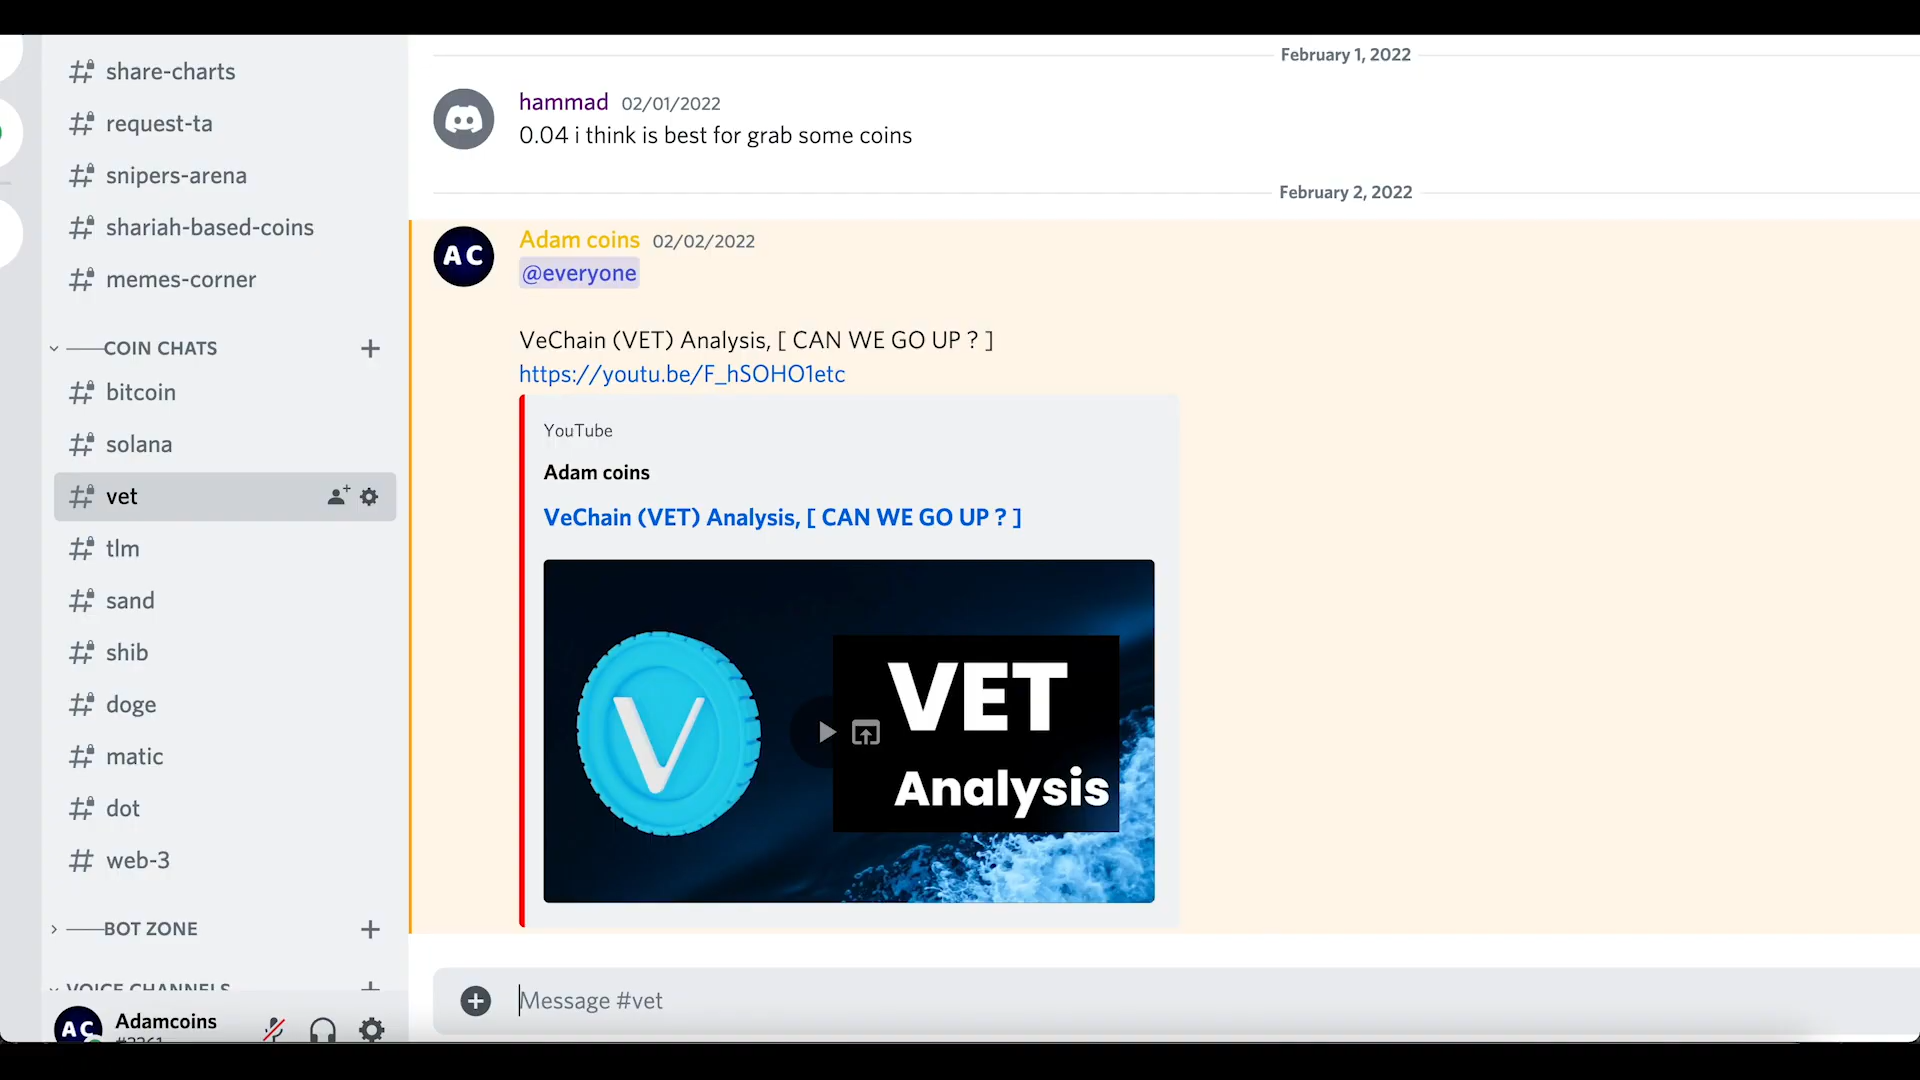 share-charts
request-ta
snipers-arena
shariah-based-coins
memes-corner
COIN CHATS
bitcoin
solana
vet
tlm
sand
shib
doge
matic
dot
web-3
BOT ZONE
VOICE CHANNELS
AC
Adamcoins
February 1, 2022
hammad 02/01/2022
0.04 i think is best for grab some coins
February 2, 2022
AC
Adam coins 02/02/2022
@everyone
VeChain (VET) Analysis, [ CAN WE GO UP ? ]
https://youtu.be/F_hSOHO1etc
YouTube
Adam coins
VeChain (VET) Analysis, [ CAN WE GO UP ? ]
V
VET
Analysis
Message #vet